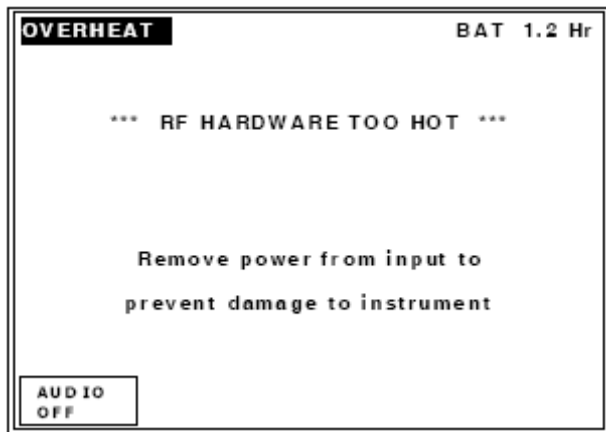 OVERHEAT BAT 1.2 Hr
*** RF HARDWARE TOO HOT ***
Remove power from input to
prevent damage to instrument
AUDIO
OFF